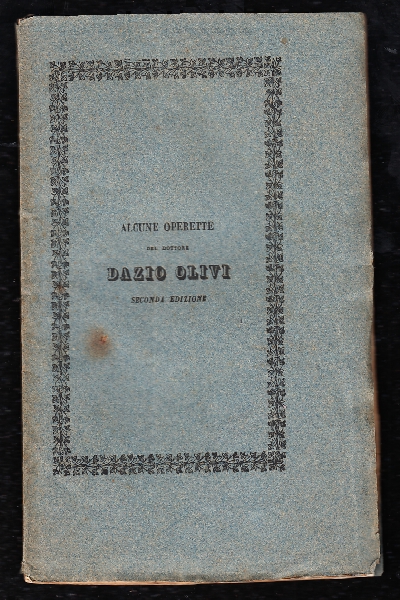 ALCUNE OPERETTE
DEL DOTTORE
DAZIO OLIVI
SECONDA EDIZIONE